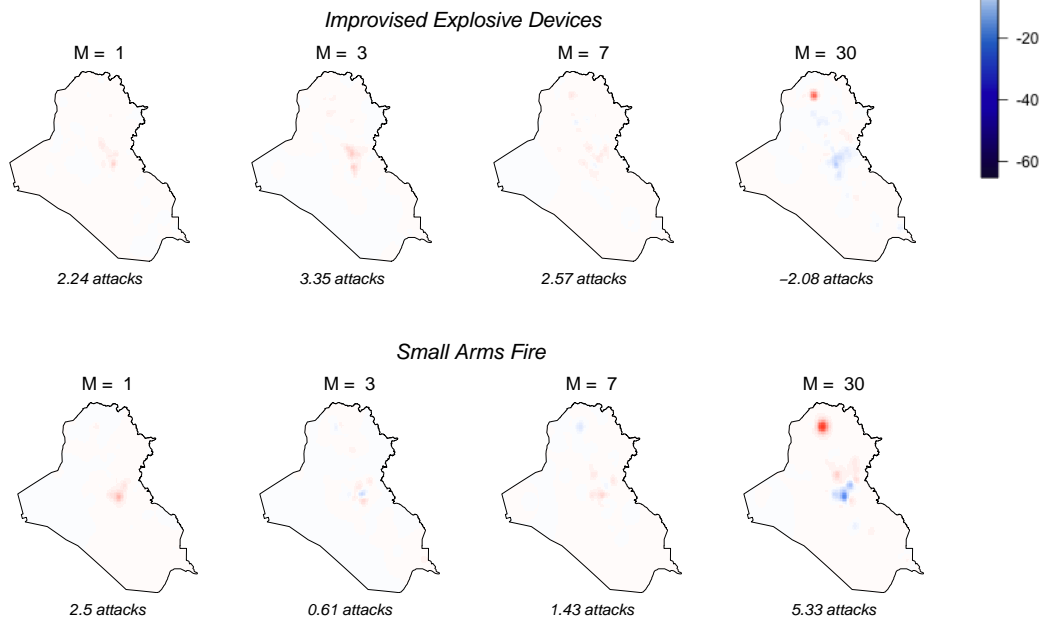 Improvised Explosive Devices
M = 1
M = 3
M = 7
M = 30
-20
-40
-60
2.24 attacks
3.35 attacks
2.57 attacks
−2.08 attacks
Small Arms Fire
M = 1
M = 3
M = 7
M = 30
2.5 attacks
0.61 attacks
1.43 attacks
5.33 attacks